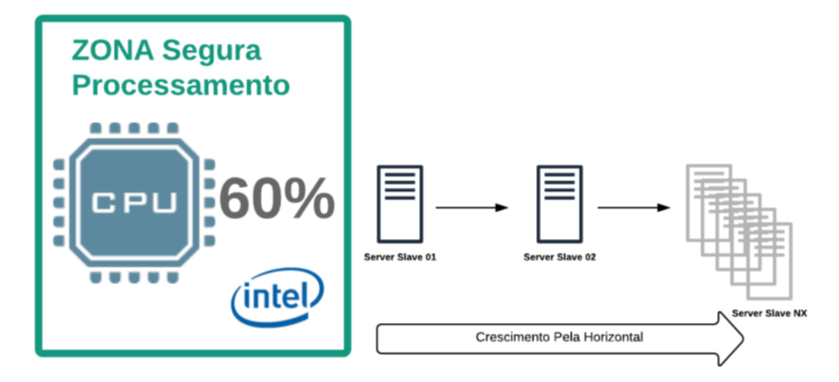 ZONA Segura
Processamento
CPU
60%
intel
Server Slave 01
Server Slave 02
Server Slave NX
Crescimento Pela Horizontal